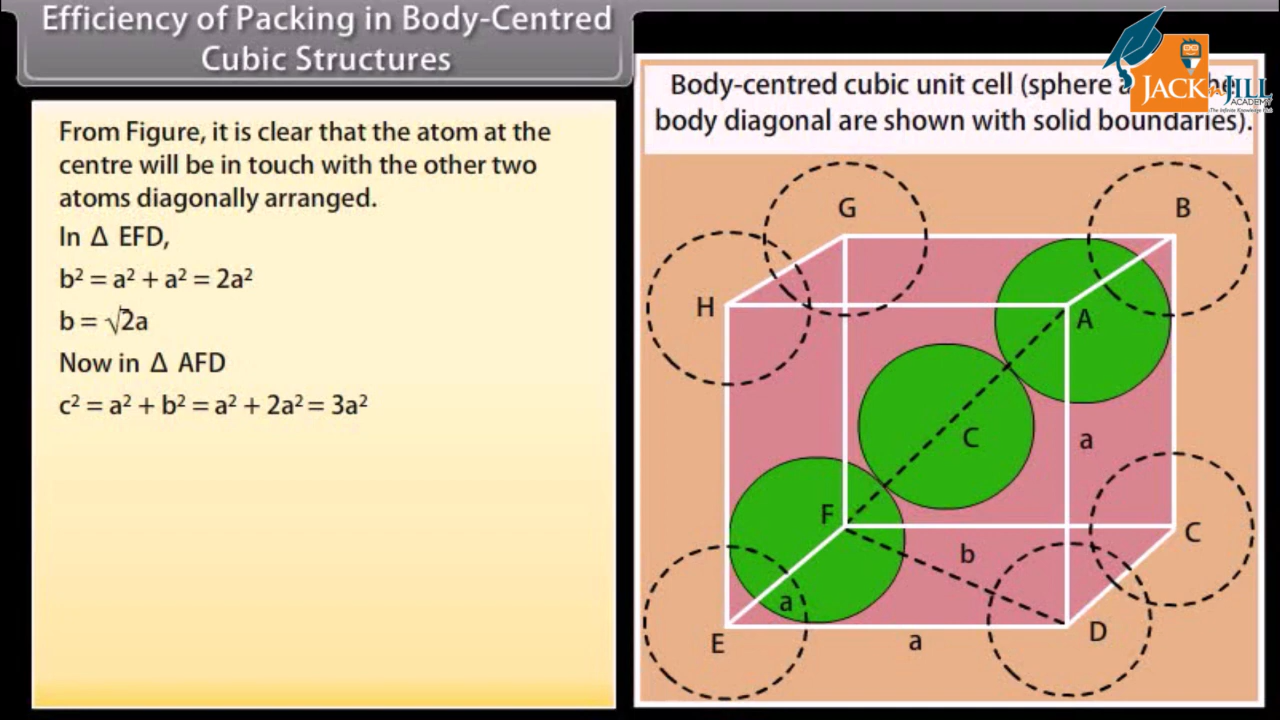 Efficiency of Packing in Body-Centred
Cubic Structures
From Figure, it is clear that the atom at the
centre will be in touch with the other two
atoms diagonally arranged.
In Δ EFD,
b² = a² + a² = 2a²
b = √2a
Now in Δ AFD
c² = a² + b² = a² + 2a² = 3a²
JACK JILL
ACADEMY
Body-centred cubic unit cell (sphere
body diagonal are shown with solid boundaries).
G
B
H
A
C
a
F
C
b
a
E
a
D